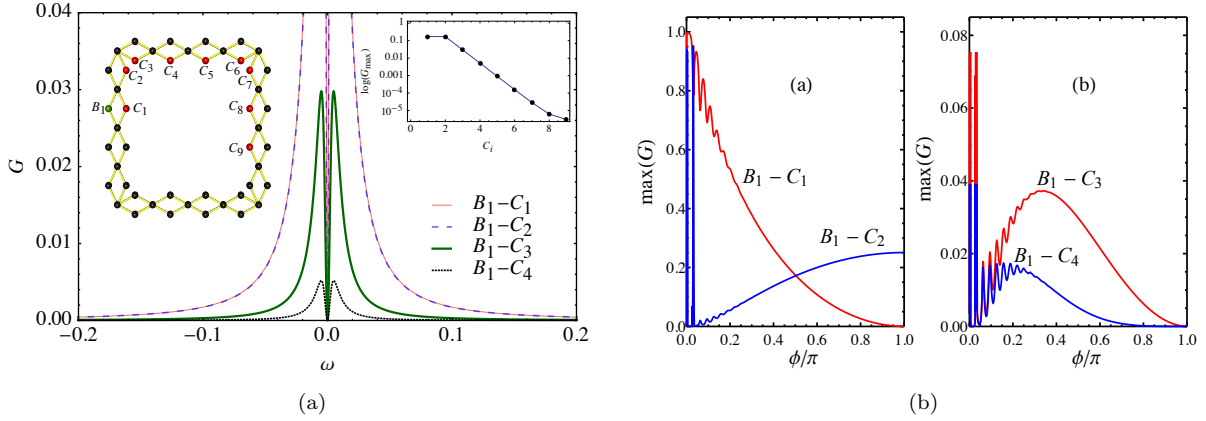 G
0.04
0.03
0.02
0.01
0.00
−0.2
−0.1
0.0
0.1
0.2
ω
B₁
C₁
C₂
C₃
C₄
C₅
C₆
C₇
C₈
C₉
log(G_max)
1
0.1
0.01
0.001
10⁻⁴
10⁻⁵
0
2
4
6
8
C_i
B₁−C₁
B₁−C₂
B₁−C₃
B₁−C₄
(a)
max(G)
1.0
0.8
0.6
0.4
0.2
0.0
(a)
B₁ − C₁
B₁ − C₂
0.0 0.2 0.4 0.6 0.8 1.0
ϕ/π
max(G)
0.08
0.06
0.04
0.02
0.00
(b)
B₁ − C₃
B₁ − C₄
0.0 0.2 0.4 0.6 0.8 1.0
ϕ/π
(b)